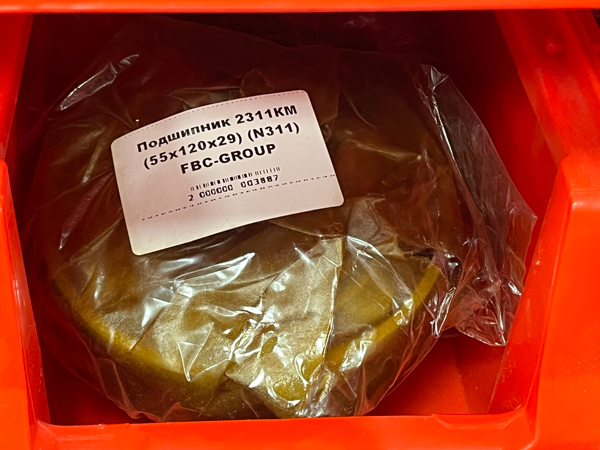 Подшипник 2311КМ
(55х120х29) (N311)
FBC-GROUP
2 000000 003887